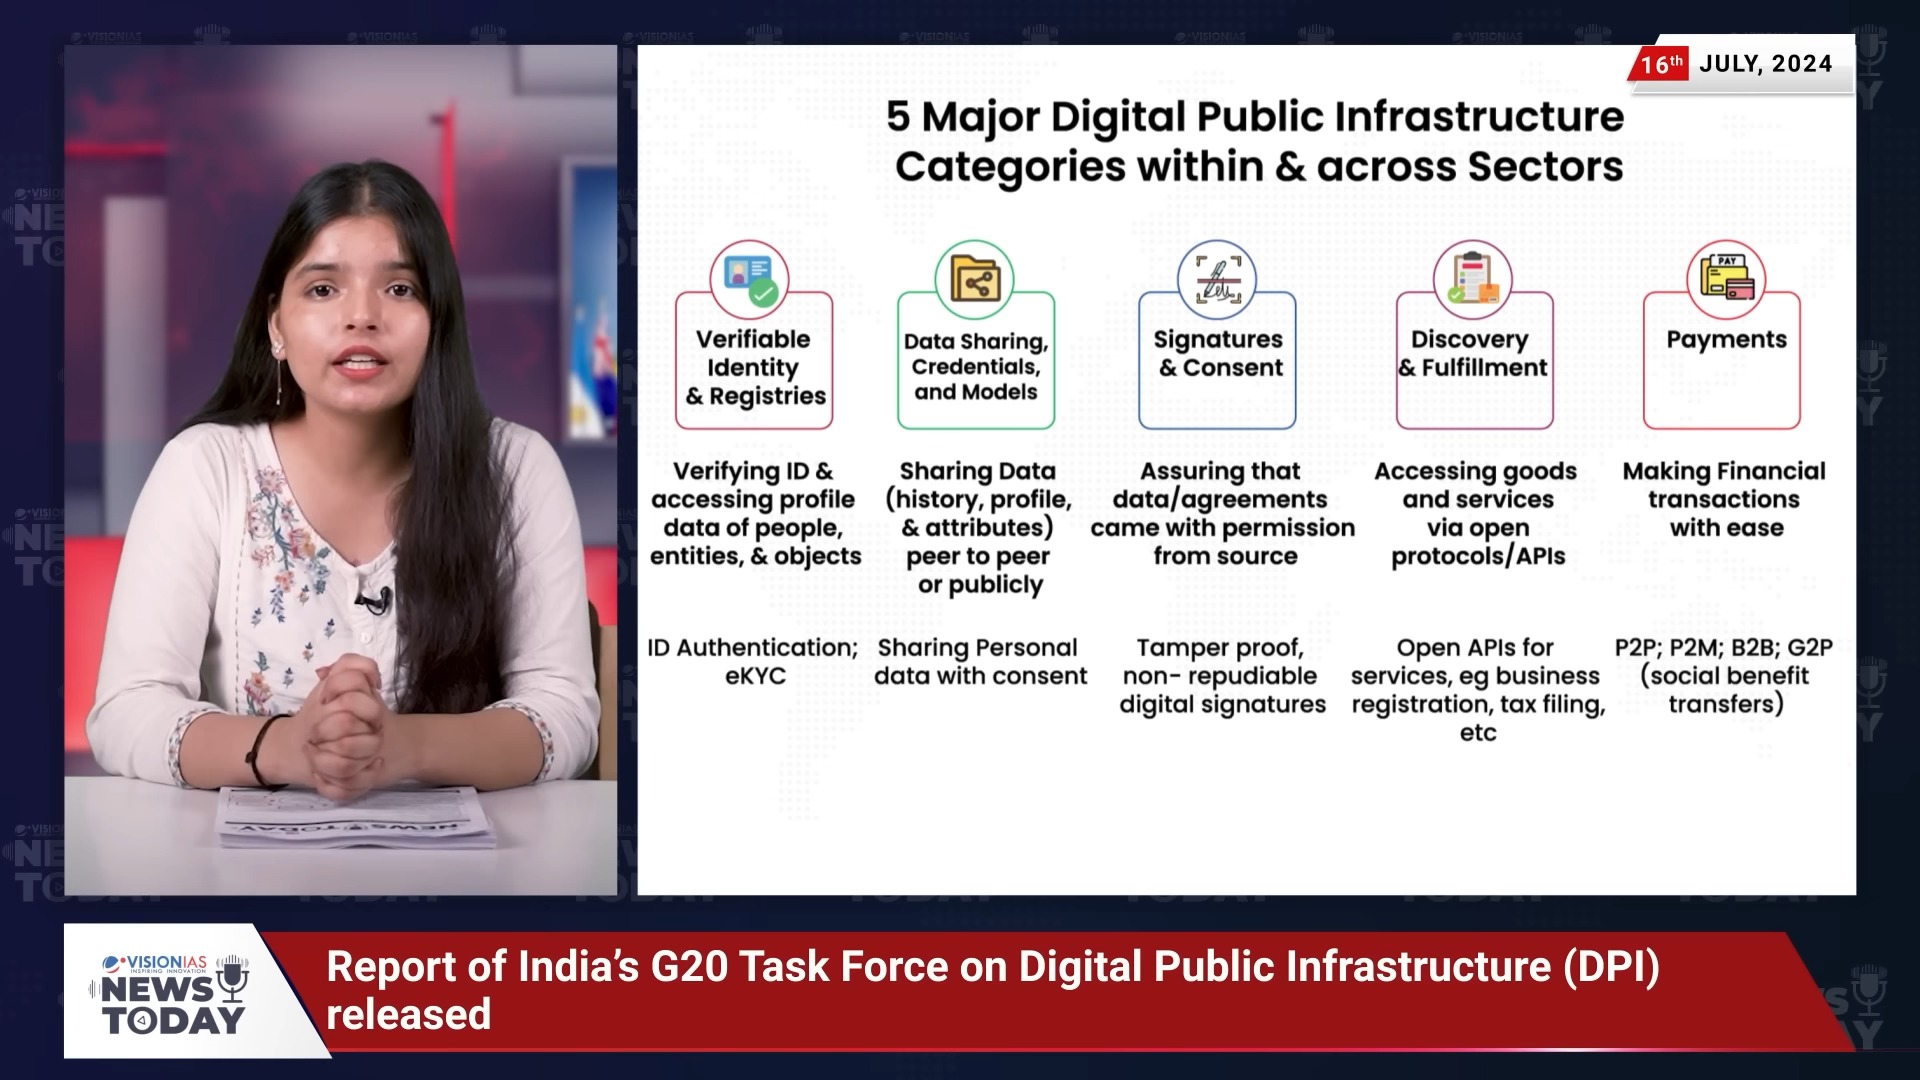 16th JULY, 2024
5 Major Digital Public Infrastructure
Categories within & across Sectors
Verifiable
Identity
& Registries
Data Sharing,
Credentials,
and Models
Signatures
& Consent
Discovery
& Fulfillment
PAY
Payments
Verifying ID &
accessing profile
data of people,
entities, & objects
Sharing Data
(history, profile,
& attributes)
peer to peer
or publicly
Assuring that
data/agreements
came with permission
from source
Accessing goods
and services
via open
protocols/APIs
Making Financial
transactions
with ease
ID Authentication;
eKYC
Sharing Personal
data with consent
Tamper proof,
non- repudiable
digital signatures
Open APIs for
services, eg business
registration, tax filing,
etc
P2P; P2M; B2B; G2P
(social benefit
transfers)
NEWS TODAY
VISIONIAS
INSPIRING INNOVATION
NEWS
TODAY
Report of India's G20 Task Force on Digital Public Infrastructure (DPI)
released